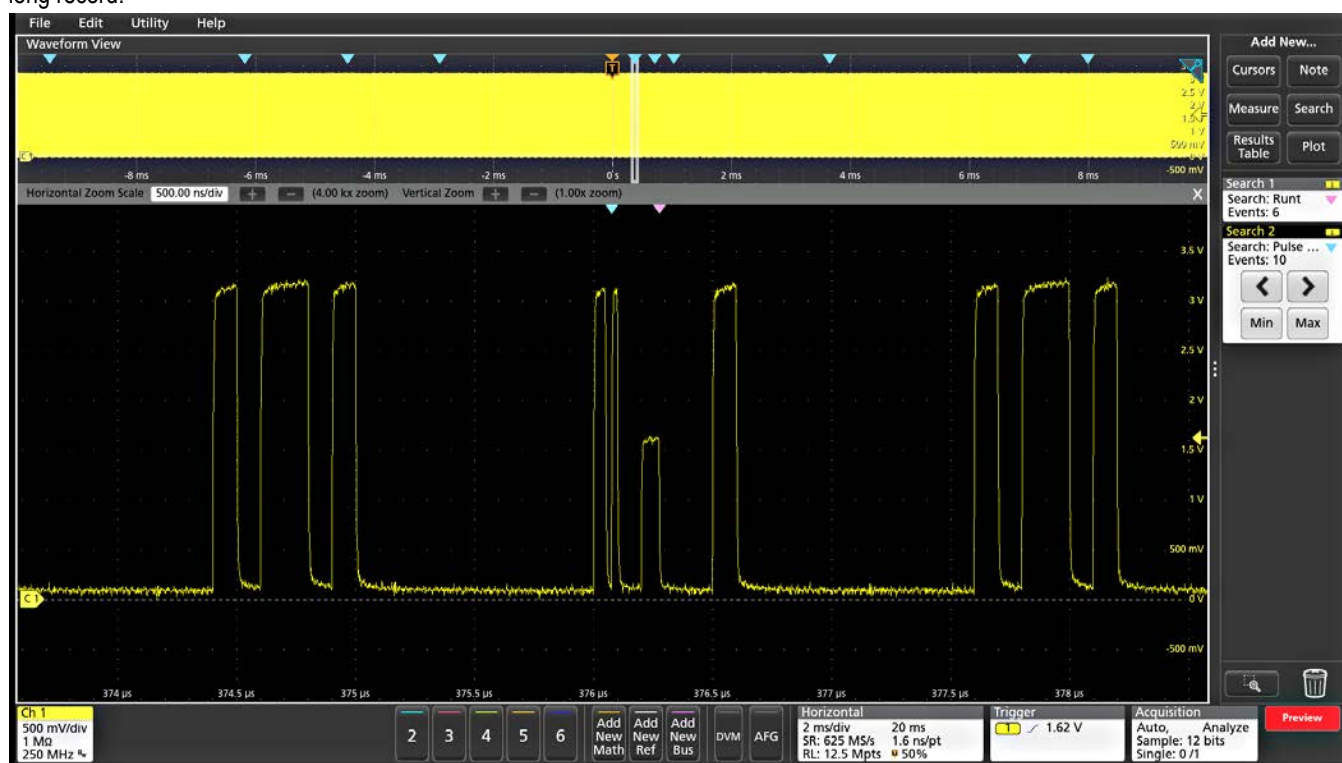 long record.
File Edit Utility Help
Waveform View
Add New...
Cursors Note
Measure Search
Results Table Plot
T
2.5 V
2 V
1 V
500 mV
-500 mV
C1
-8 ms -6 ms -4 ms -2 ms 0 s 2 ms 4 ms 6 ms 8 ms
Horizontal Zoom Scale 500.00 ns/div + - (4.00 kx zoom) Vertical Zoom + - (1.00x zoom) X
Search 1 1
Search: Runt
Events: 6
Search 2
Search: Pulse ...
Events: 10
< >
Min Max
3.5 V
3 V
2.5 V
2 V
1.5 V
1 V
500 mV
C 1
0 V
-500 mV
374 µs 374.5 µs 375 µs 375.5 µs 376 µs 376.5 µs 377 µs 377.5 µs 378 µs
Ch 1
500 mV/div
1 MΩ
250 MHz
2 3 4 5 6
Add New Math
Add New Ref
Add New Bus
DVM AFG
Horizontal
2 ms/div 20 ms
SR: 625 MS/s 1.6 ns/pt
RL: 12.5 Mpts 50%
Trigger
1 1.62 V
Acquisition
Auto, Analyze
Sample: 12 bits
Single: 0 /1
Preview